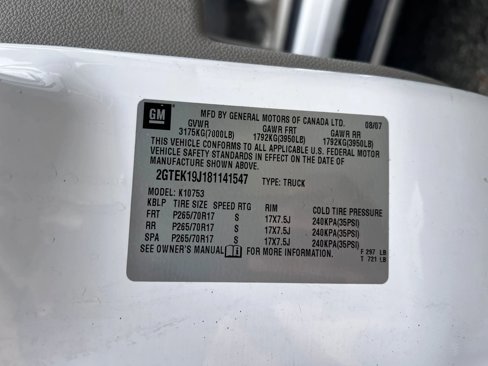 GM
MFD BY GENERAL MOTORS OF CANADA LTD. 08/07
GVWR GAWR FRT GAWR RR
3175KG(7000LB) 1792KG(3950LB) 1792KG(3950LB)
THIS VEHICLE CONFORMS TO ALL APPLICABLE U.S. FEDERAL MOTOR
VEHICLE SAFETY STANDARDS IN EFFECT ON THE DATE OF
MANUFACTURE SHOWN ABOVE.
2GTEK19J181141547 TYPE: TRUCK
MODEL: K10753
KBLP TIRE SIZE SPEED RTG RIM COLD TIRE PRESSURE
FRT P265/70R17 S 17X7.5J 240KPA(35PSI)
RR P265/70R17 S 17X7.5J 240KPA(35PSI)
SPA P265/70R17 S 17X7.5J 240KPA(35PSI)
SEE OWNER'S MANUAL FOR MORE INFORMATION. F 297 LB
T 721 LB